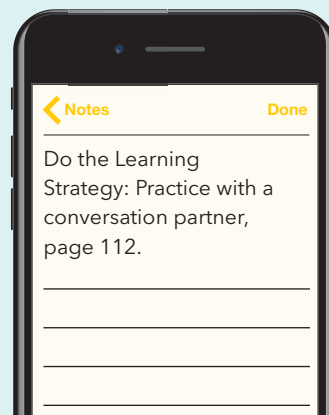 Notes
Done
Do the Learning
Strategy: Practice with a
conversation partner,
page 112.